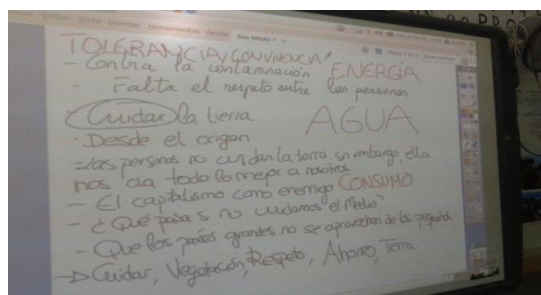 TOLERANCIA/CONVIVENCIA
- Contra la contaminación ENERGÍA
- Falta el respeto entre las personas
Cuidar la tierra
AGUA
- Desde el origen
- las personas no cuidan la tierra sin embargo, ella
nos da todo lo mejor a nosotros
- El capitalismo como enemigo CONSUMO
- ¿Qué pasa si no cuidamos el Medio?
- Que los países grandes no se aprovechen de los pequeños
→ Cuidar, Vegetación, Respeto, Ahorro, Tierra